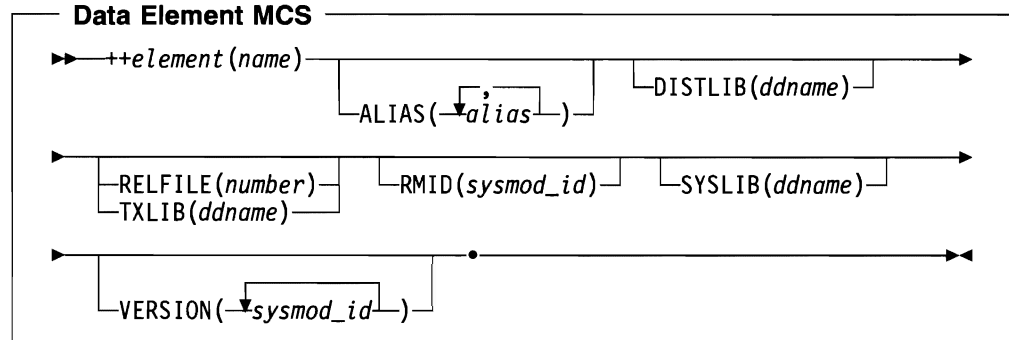 Data Element MCS
++element(name)
ALIAS( , alias ) DISTLIB(ddname)
RELFILE(number) RMID(sysmod_id) SYSLIB(ddname)
TXLIB(ddname)
.
VERSION( sysmod_id )